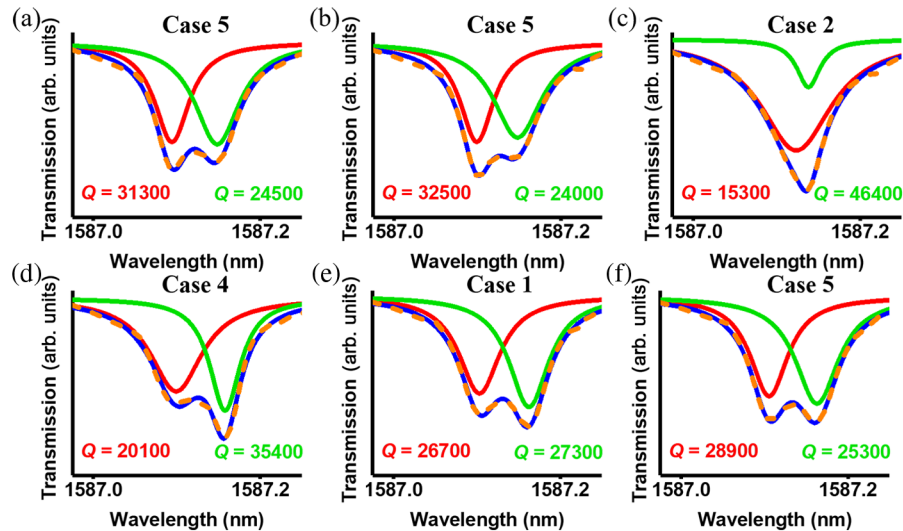 (a) Case 5
Transmission (arb. units)
Q = 31300 Q = 24500
1587.0 1587.2
Wavelength (nm)
(b) Case 5
Transmission (arb. units)
Q = 32500 Q = 24000
1587.0 1587.2
Wavelength (nm)
(c) Case 2
Transmission (arb. units)
Q = 15300 Q = 46400
1587.0 1587.2
Wavelength (nm)
(d) Case 4
Transmission (arb. units)
Q = 20100 Q = 35400
1587.0 1587.2
Wavelength (nm)
(e) Case 1
Transmission (arb. units)
Q = 26700 Q = 27300
1587.0 1587.2
Wavelength (nm)
(f) Case 5
Transmission (arb. units)
Q = 28900 Q = 25300
1587.0 1587.2
Wavelength (nm)